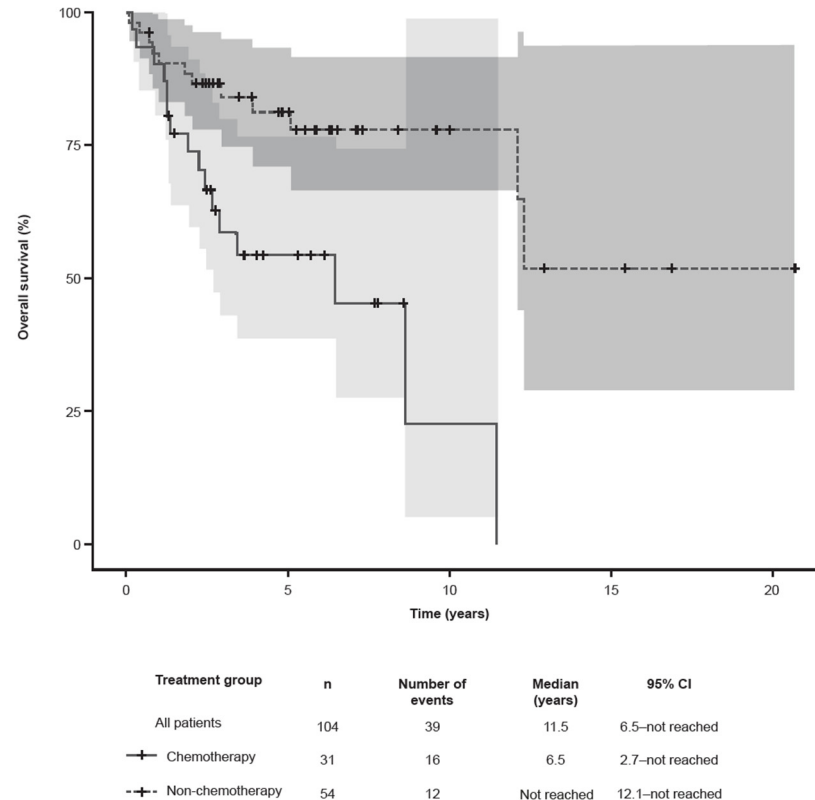 Overall survival (%)
100
75
50
25
0
0 5 10 15 20
Time (years)
Treatment group n Number of events Median (years) 95% CI
All patients 104 39 11.5 6.5–not reached
Chemotherapy 31 16 6.5 2.7–not reached
Non-chemotherapy 54 12 Not reached 12.1–not reached